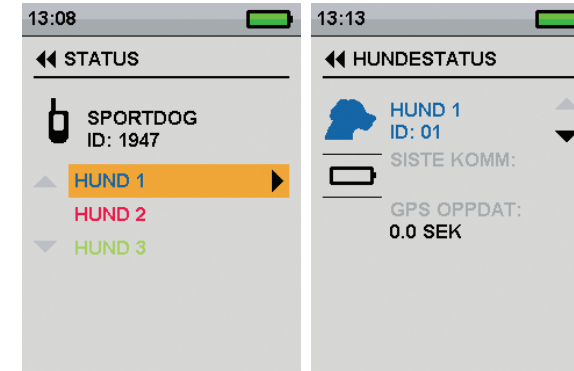 13:08
STATUS
SPORTDOG
ID: 1947
HUND 1
HUND 2
HUND 3
13:13
HUNDESTATUS
HUND 1
ID: 01
SISTE KOMM:
GPS OPPDAT:
0.0 SEK